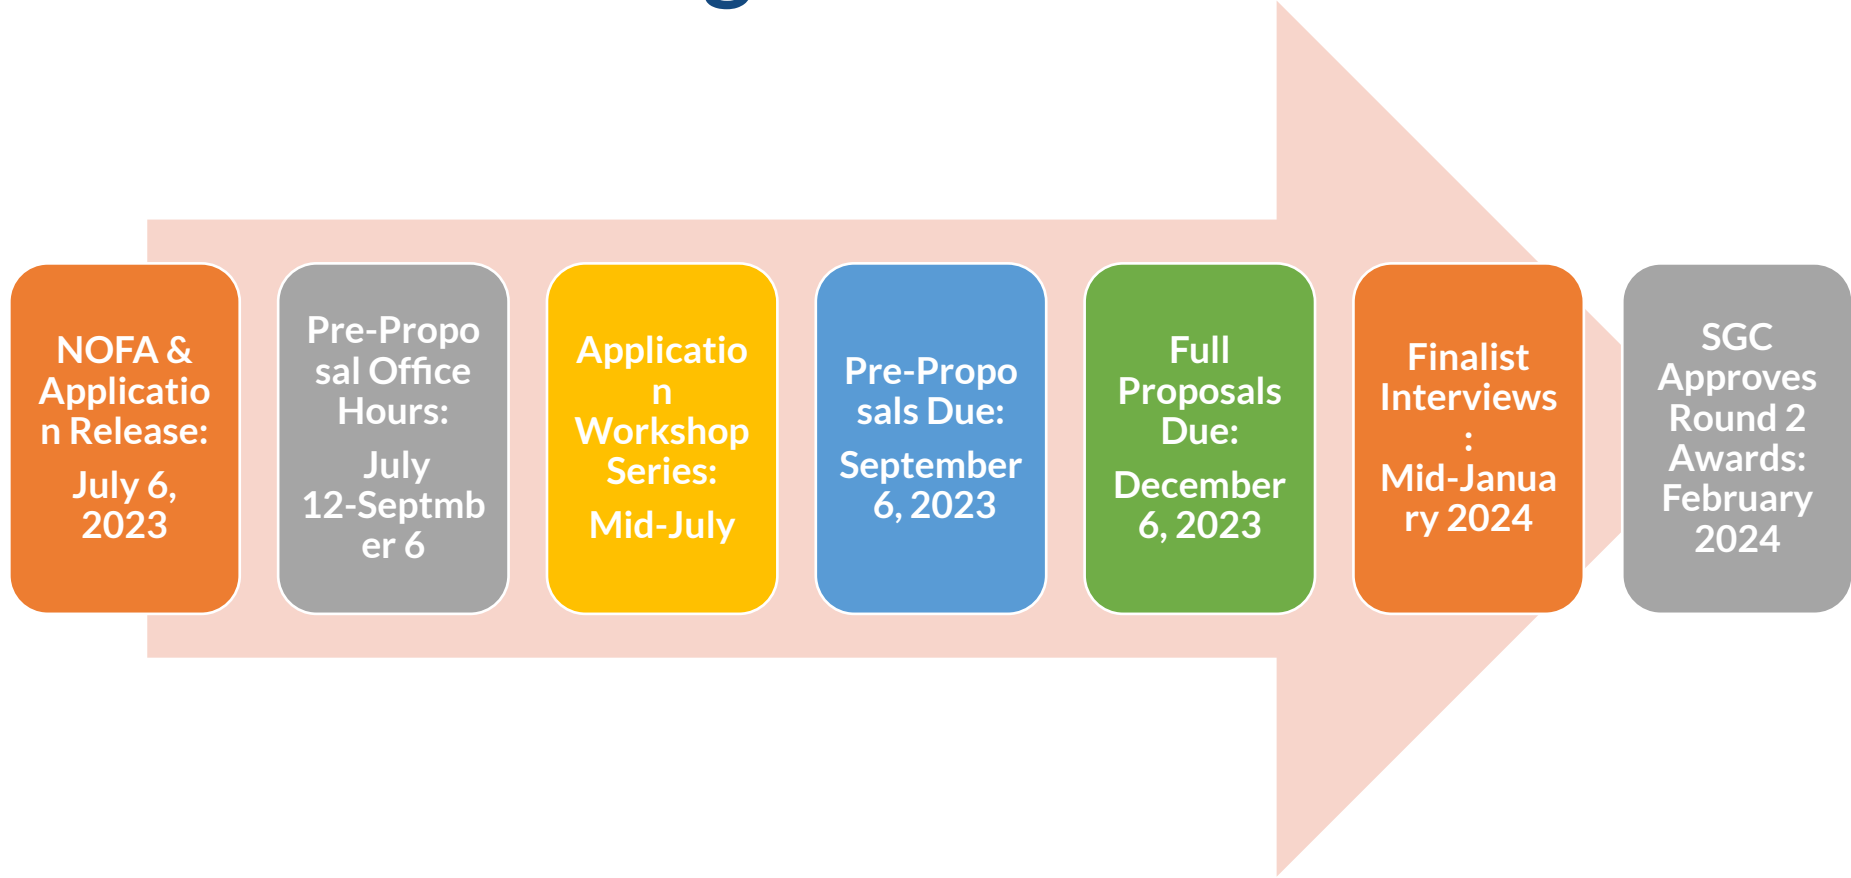 g
NOFA &
Applicatio
n Release:
July 6,
2023
Pre-Propo
sal Office
Hours:
July
12-Septmb
er 6
Applicatio
n
Workshop
Series:
Mid-July
Pre-Propo
sals Due:
September
6, 2023
Full
Proposals
Due:
December
6, 2023
Finalist
Interviews
:
Mid-Janua
ry 2024
SGC
Approves
Round 2
Awards:
February
2024